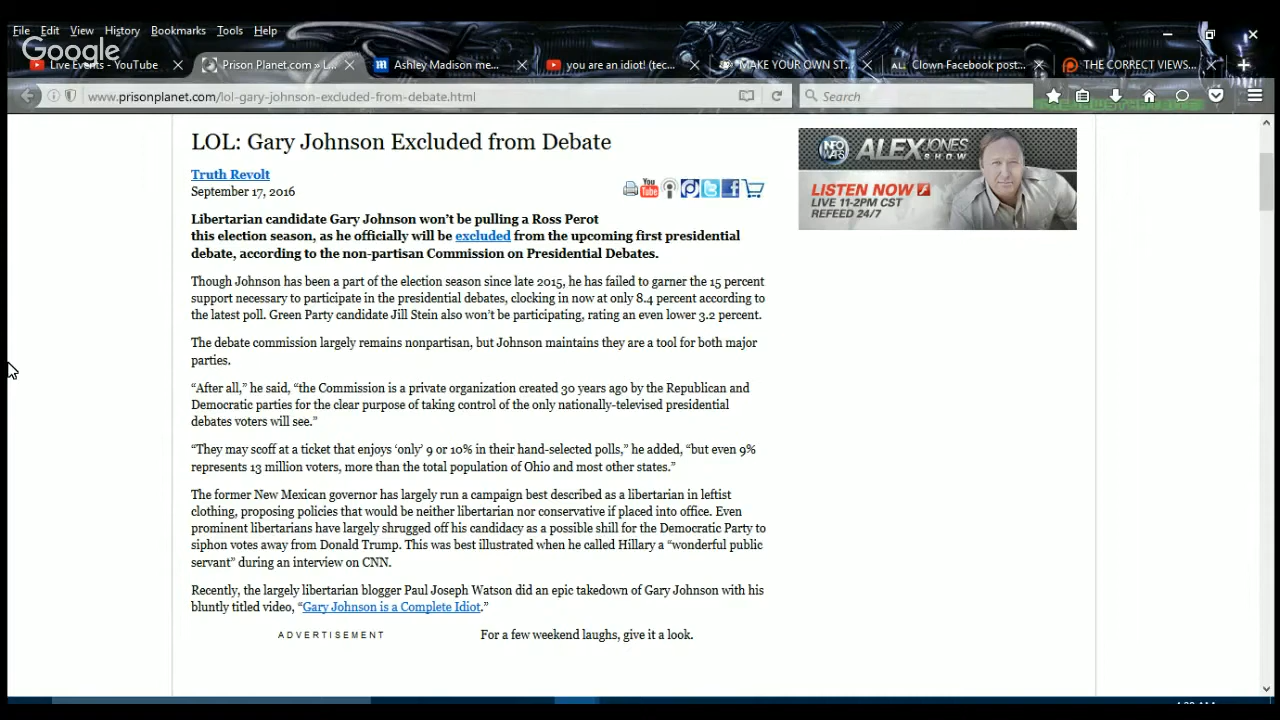 File Edit View History Bookmarks Tools Help
Google
Live Events - YouTube
Prison Planet.com » L...
Ashley Madison me...
you are an idiot! (tec...
MAKE YOUR OWN ST...
Clown Facebook post...
THE CORRECT VIEWS...
www.prisonplanet.com/lol-gary-johnson-excluded-from-debate.html
Search
LOL: Gary Johnson Excluded from Debate
Truth Revolt
September 17, 2016
You Tube
Libertarian candidate Gary Johnson won't be pulling a Ross Perot
this election season, as he officially will be excluded from the upcoming first presidential
debate, according to the non-partisan Commission on Presidential Debates.
Though Johnson has been a part of the election season since late 2015, he has failed to garner the 15 percent
support necessary to participate in the presidential debates, clocking in now at only 8.4 percent according to
the latest poll. Green Party candidate Jill Stein also won't be participating, rating an even lower 3.2 percent.
The debate commission largely remains nonpartisan, but Johnson maintains they are a tool for both major
parties.
“After all,” he said, “the Commission is a private organization created 30 years ago by the Republican and
Democratic parties for the clear purpose of taking control of the only nationally-televised presidential
debates voters will see.”
“They may scoff at a ticket that enjoys ‘only’ 9 or 10% in their hand-selected polls,” he added, “but even 9%
represents 13 million voters, more than the total population of Ohio and most other states.”
The former New Mexican governor has largely run a campaign best described as a libertarian in leftist
clothing, proposing policies that would be neither libertarian nor conservative if placed into office. Even
prominent libertarians have largely shrugged off his candidacy as a possible shill for the Democratic Party to
siphon votes away from Donald Trump. This was best illustrated when he called Hillary a “wonderful public
servant” during an interview on CNN.
Recently, the largely libertarian blogger Paul Joseph Watson did an epic takedown of Gary Johnson with his
bluntly titled video, “Gary Johnson is a Complete Idiot.”
ADVERTISEMENT
For a few weekend laughs, give it a look.
INFO WARS ALEX JONES
SHOW
LISTEN NOW
LIVE 11-2PM CST
REFEED 24/7